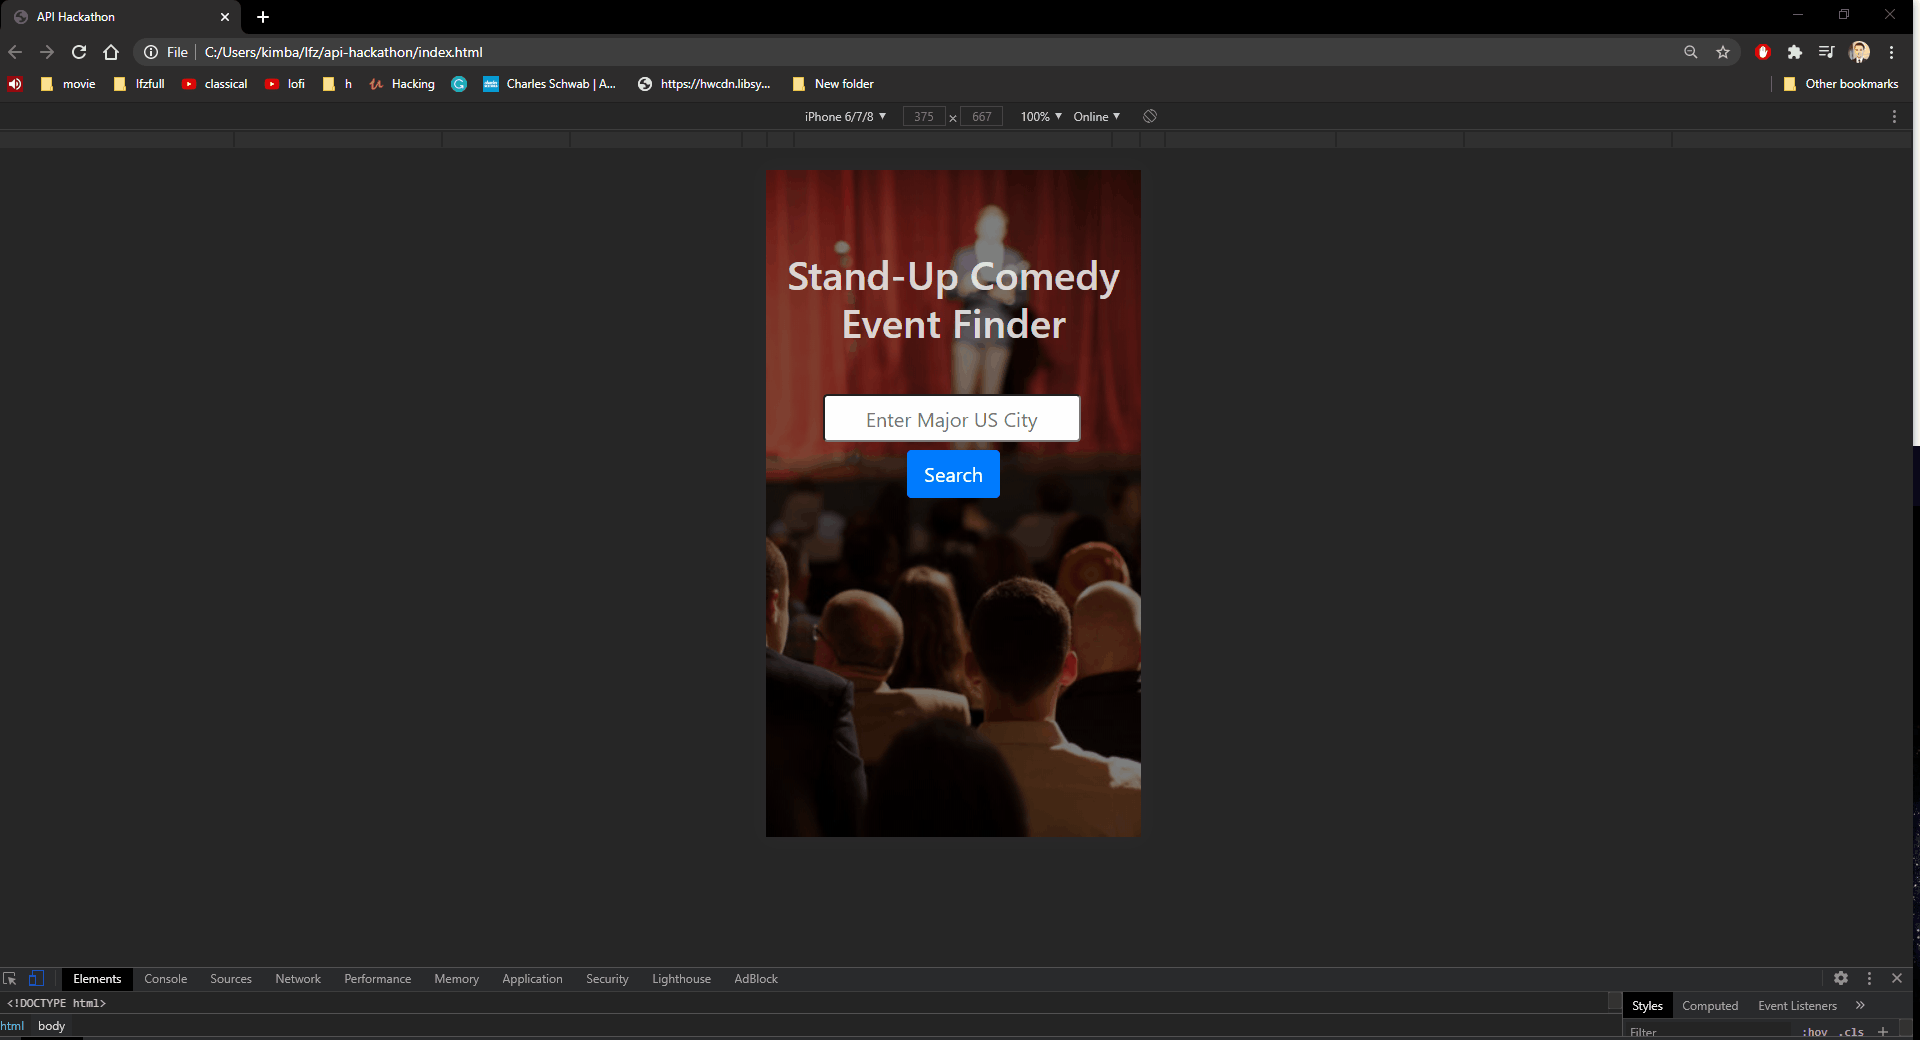 API Hackathon
File C:/Users/kimba/lfz/api-hackathon/index.html
movie lfzfull classical lofi h Hacking Charles Schwab | A... https://hwcdn.libsy... New folder Other bookmarks
iPhone 6/7/8 375 × 667 100% Online
Stand-Up Comedy
Event Finder
Enter Major US City
Search
Elements Console Sources Network Performance Memory Application Security Lighthouse AdBlock
<!DOCTYPE html>
html body
Styles Computed Event Listeners »
Filter :hov .cls +